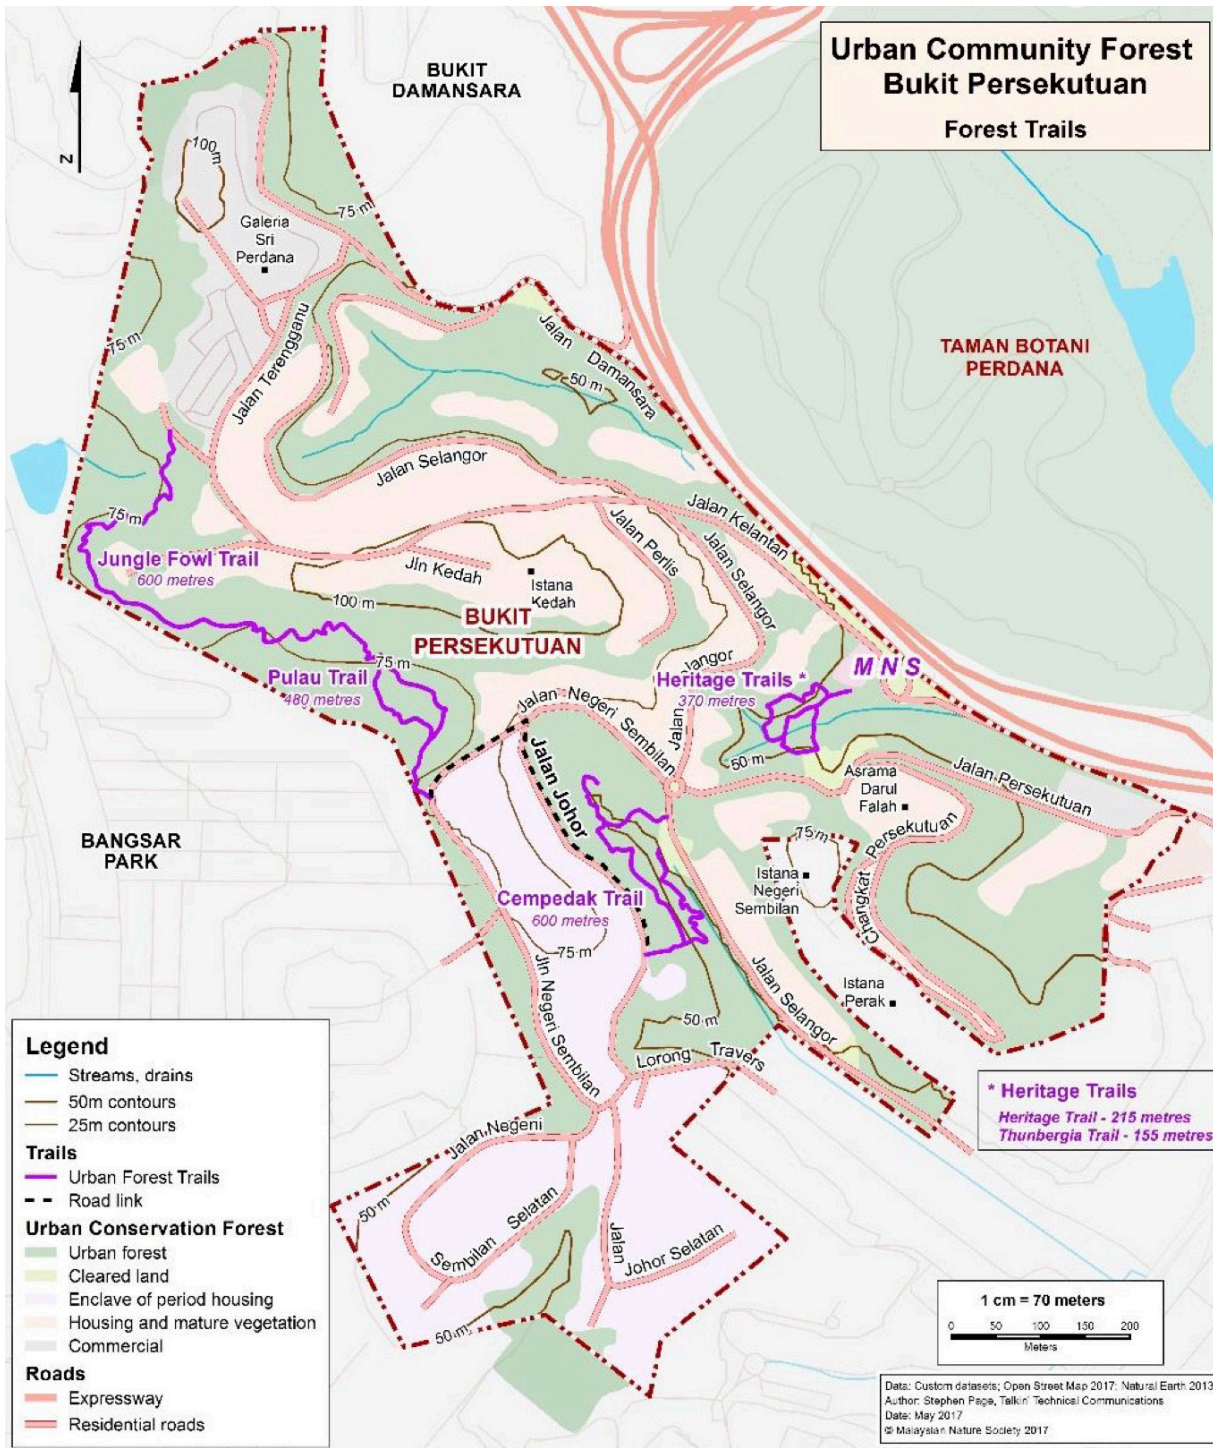 Urban Community Forest
Bukit Persekutuan
Forest Trails
N
BUKIT
DAMANSARA
100 m
75 m
Galeria
Sri
Perdana
75 m
Jalan Terengganu
Jalan Damansara
50 m
TAMAN BOTANI
PERDANA
Jalan Selangor
Jalan Kelantan
75 m
Jalan Perlis
Jalan Selangor
Jungle Fowl Trail
600 metres
Jln Kedah
Istana
Kedah
100 m
BUKIT
PERSEKUTUAN
75 m
Pulau Trail
480 metres
Jalan Selangor
Heritage Trails *
370 metres
MNS
Jalan Negeri Sembilan
50 m
Jalan Johor
Asrama
Darul
Falah
Jalan Persekutuan
BANGSAR
PARK
75 m
Changkat Persekutuan
Istana
Negeri
Sembilan
Cempedak Trail
600 metres
75 m
Jln Negeri Sembilan
Istana
Perak
Jalan Selangor
50 m
Lorong Travers
Legend
Streams, drains
50m contours
25m contours
Trails
Urban Forest Trails
Road link
Urban Conservation Forest
Urban forest
Cleared land
Enclave of period housing
Housing and mature vegetation
Commercial
Roads
Expressway
Residential roads
* Heritage Trails
Heritage Trail - 215 metres
Thunbergia Trail - 155 metres
Jalan Negeni
Sembilan Selatan
50 m
Jalan
Johor Selatan
50 m
1 cm = 70 meters
0 50 100 150 200
Meters
Data: Custom datasets; Open Street Map 2017; Natural Earth 2013
Author: Stephen Page, Talkin' Technical Communications
Date: May 2017
© Malaysian Nature Society 2017